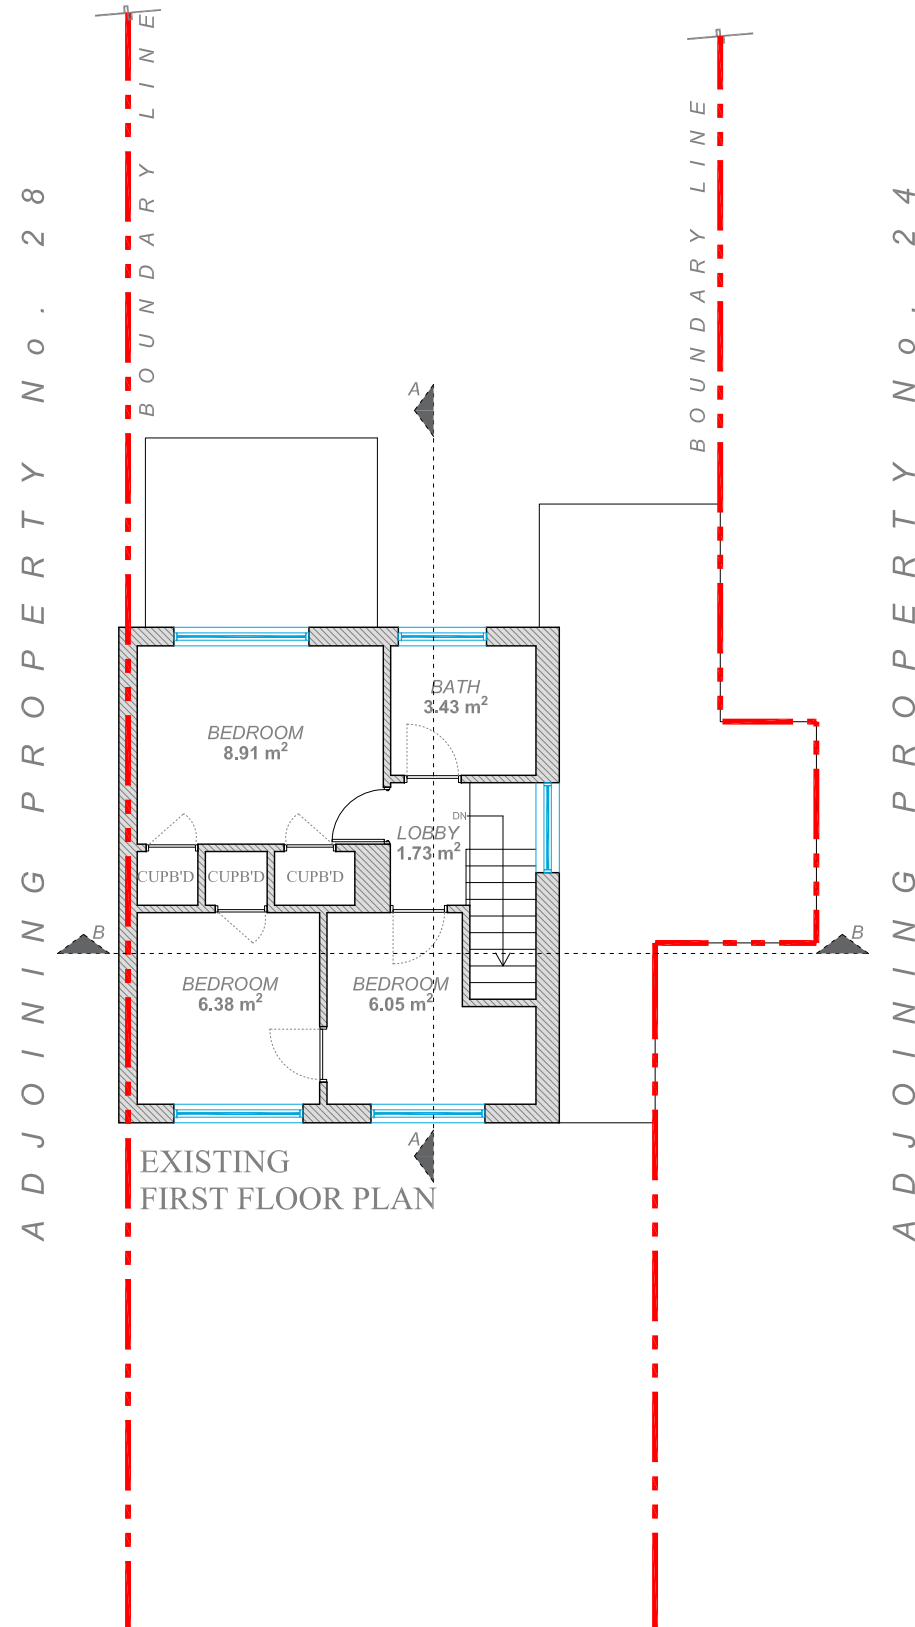 BOUNDARY LINE
BOUNDARY LINE
ADJOINING PROPERTY No. 28
ADJOINING PROPERTY No. 24
A
BATH
3.43 m²
BEDROOM
8.91 m²
DN
LOBBY
1.73 m²
CUPB'D
CUPB'D
CUPB'D
B
B
BEDROOM
6.38 m²
BEDROOM
6.05 m²
A
EXISTING
FIRST FLOOR PLAN